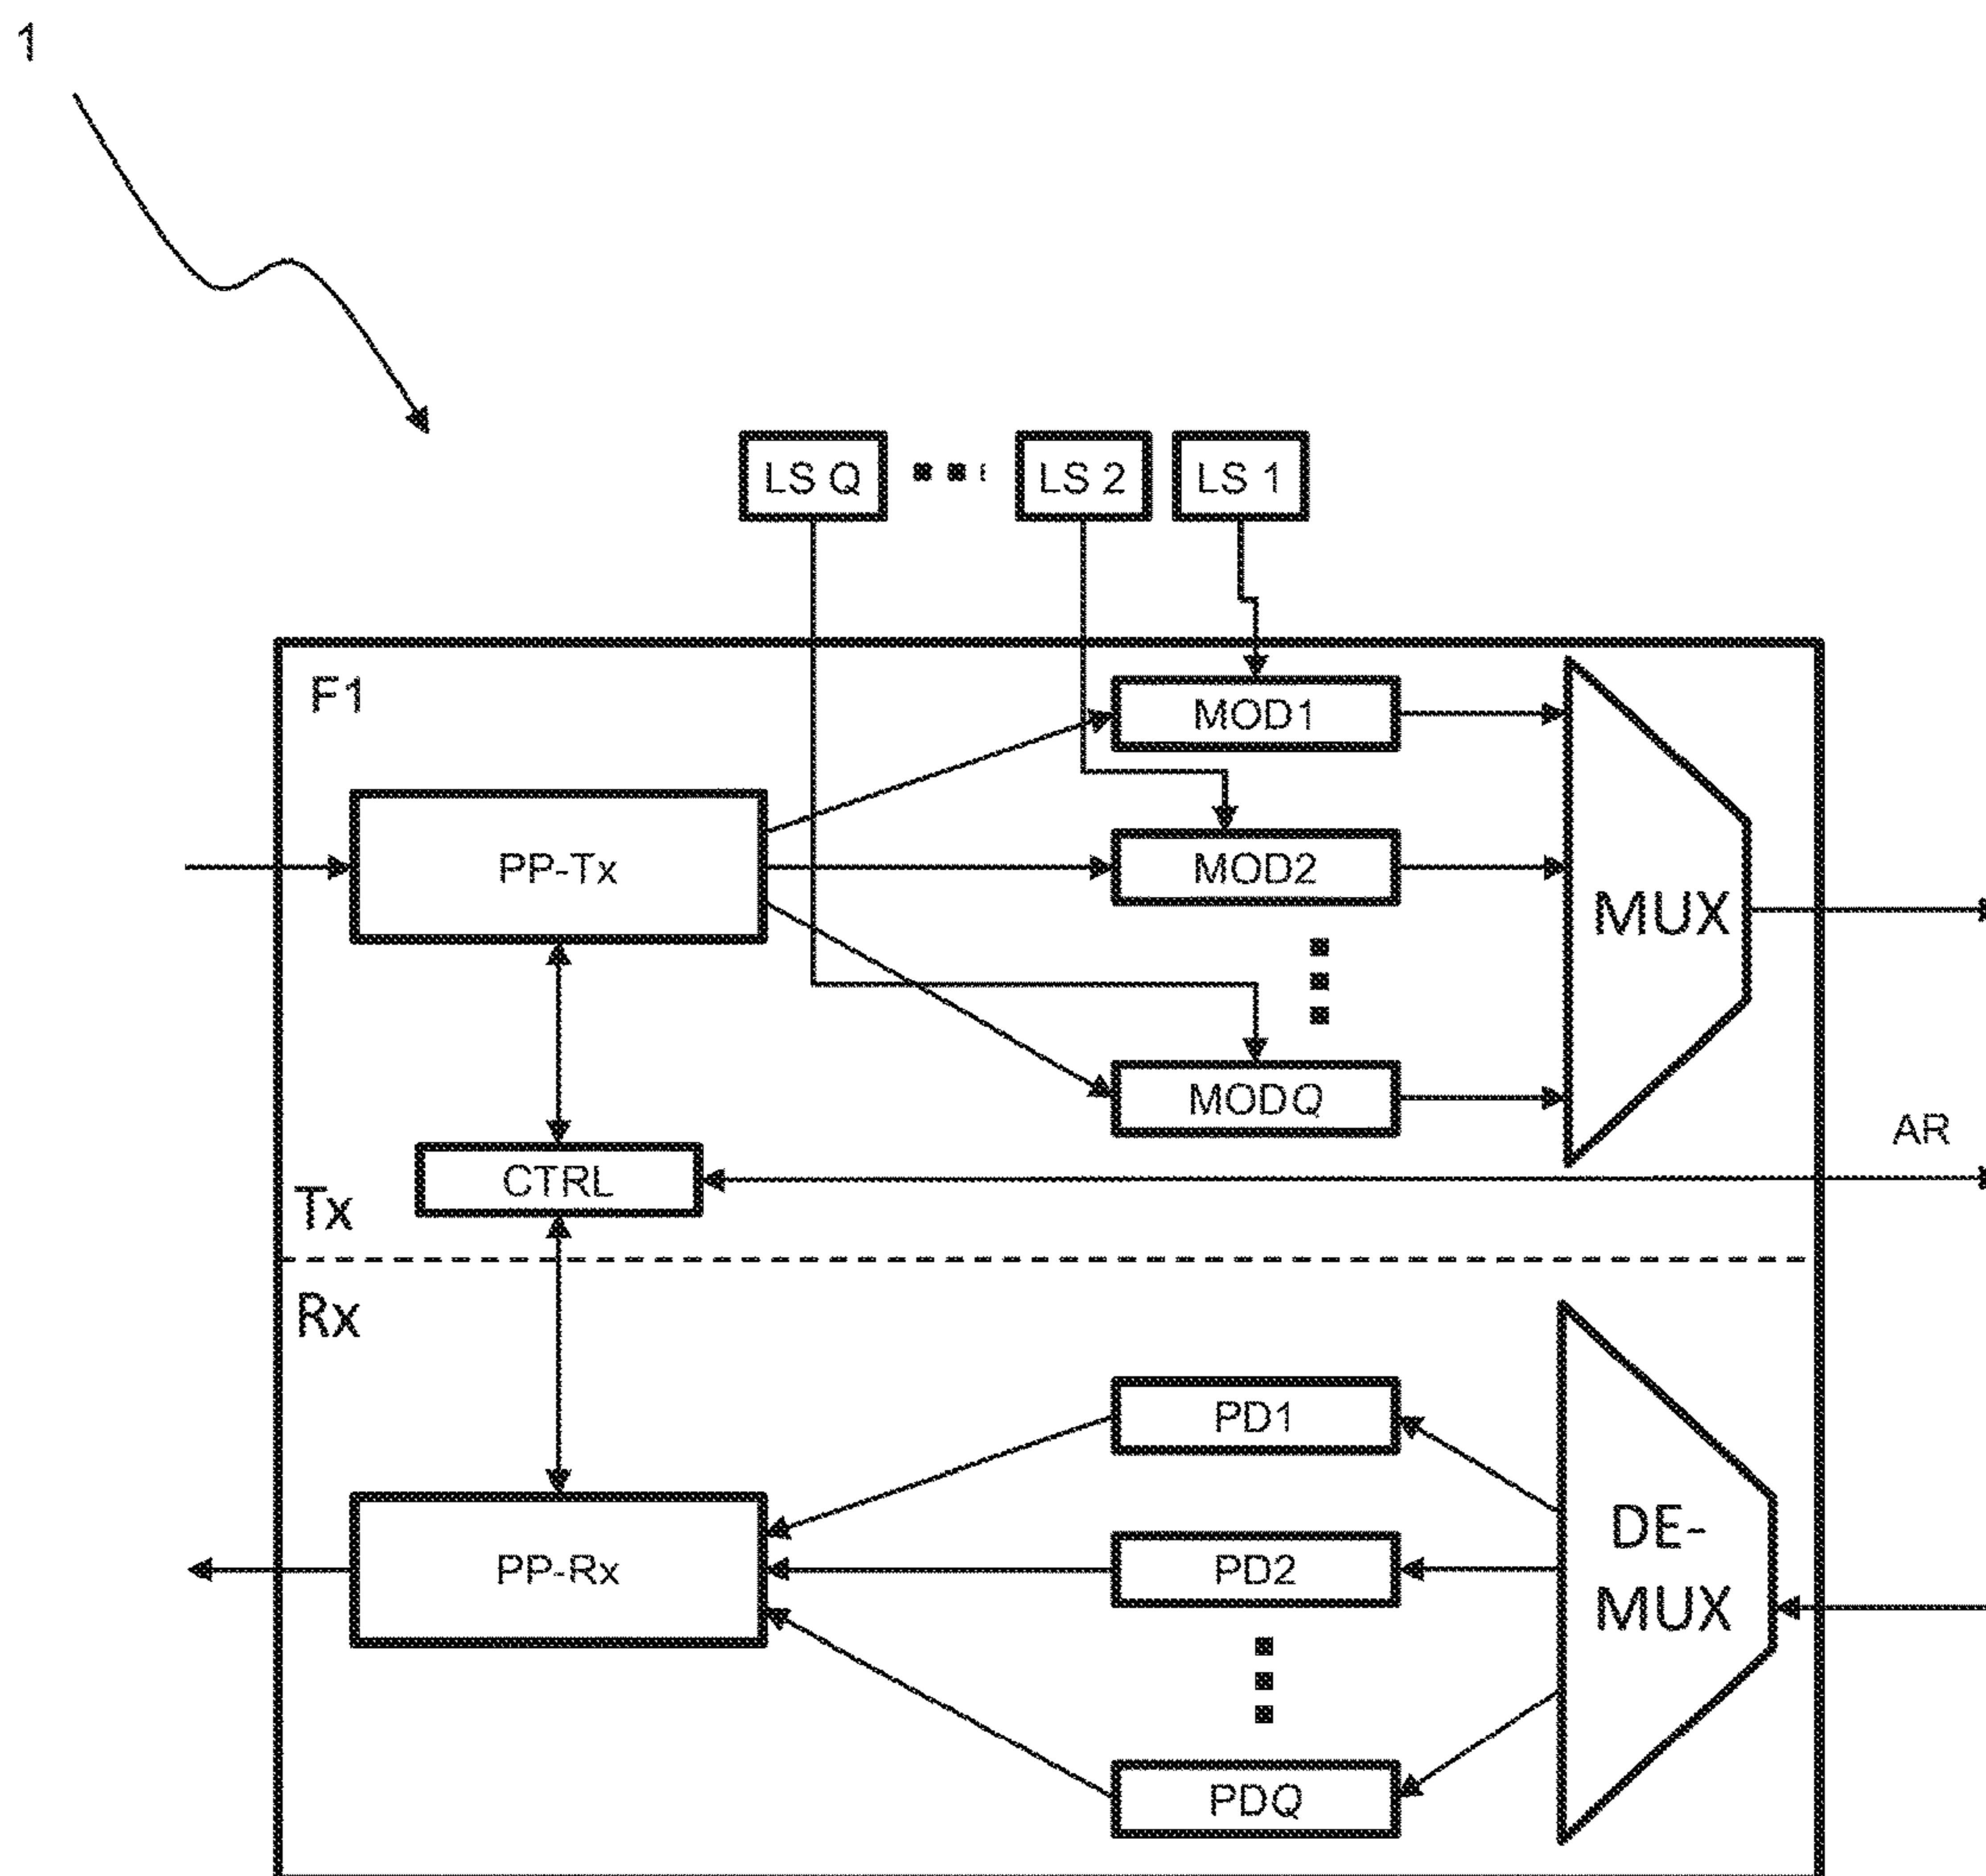 1
LS Q
LS 2
LS 1
F1
MOD1
PP-Tx
MOD2
MUX
MODQ
AR
CTRL
Tx
Rx
PD1
DE-
MUX
PP-Rx
PD2
PDQ